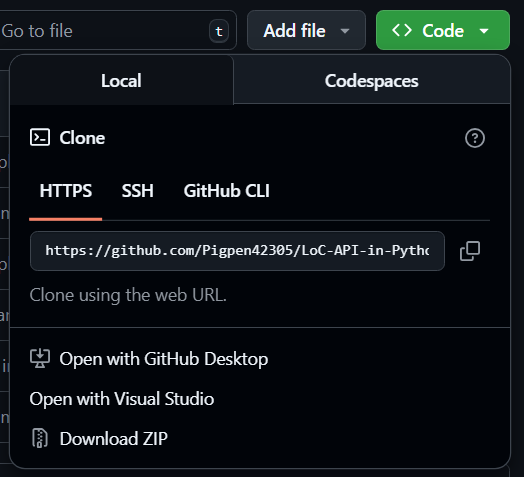 Go to file t Add file Code
Local Codespaces
Clone
HTTPS SSH GitHub CLI
https://github.com/Pigpen42305/LoC-API-in-Pytho
Clone using the web URL.
Open with GitHub Desktop
Open with Visual Studio
Download ZIP